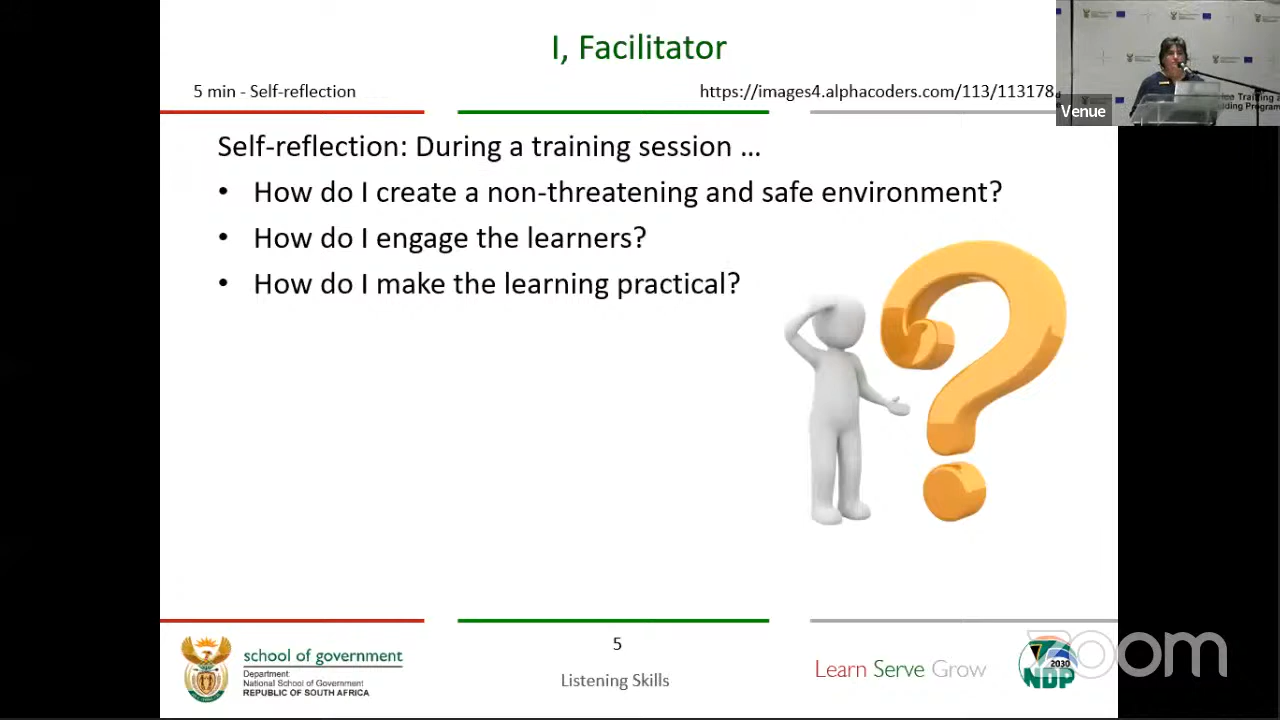 I, Facilitator
5 min - Self-reflection
https://images4.alphacoders.com/113/113178
Venue
Self-reflection: During a training session …
• How do I create a non-threatening and safe environment?
• How do I engage the learners?
• How do I make the learning practical?
school of government
Department:
National School of Government
REPUBLIC OF SOUTH AFRICA
5
Listening Skills
Learn Serve Grow
2030
NDP
zoom